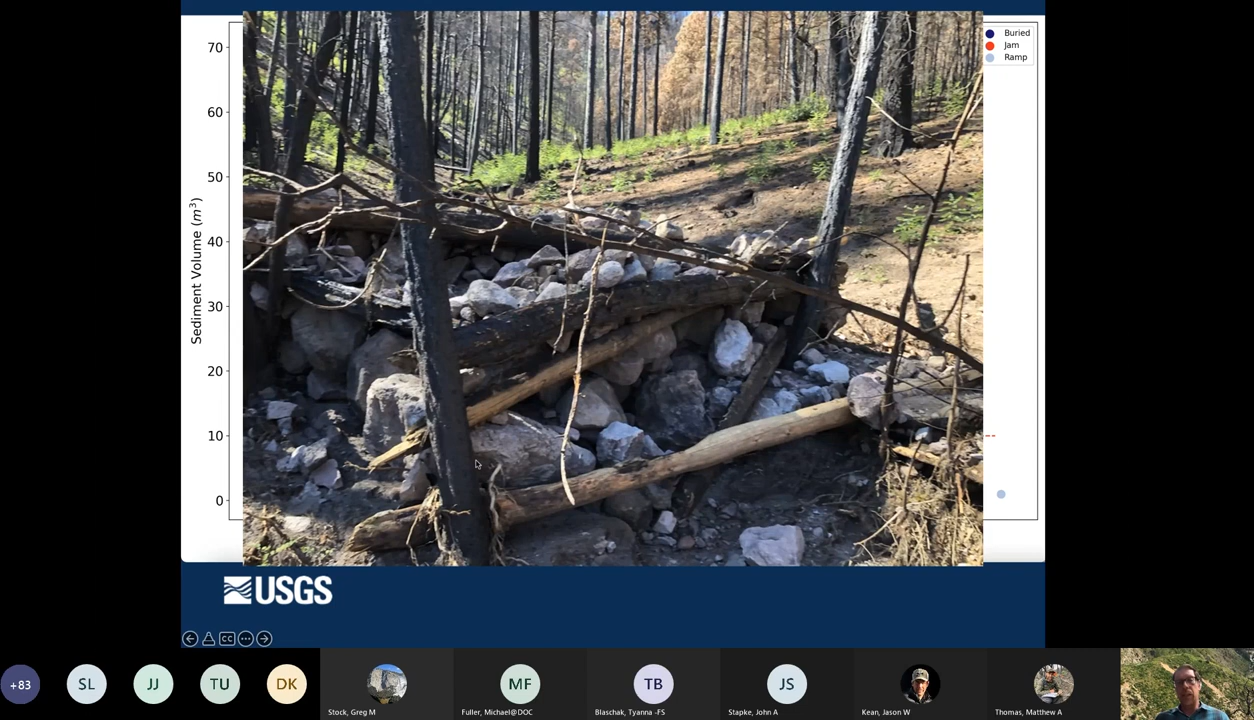 70
60
50
40
30
20
10
0
Sediment Volume (m³)
Buried
Jam
Ramp
USGS
CC
+83
SL
JJ
TU
DK
MF
TB
JS
Stock, Greg M
Fuller, Michael@DOC
Blaschak, Tyanna -FS
Stapke, John A
Kean, Jason W
Thomas, Matthew A